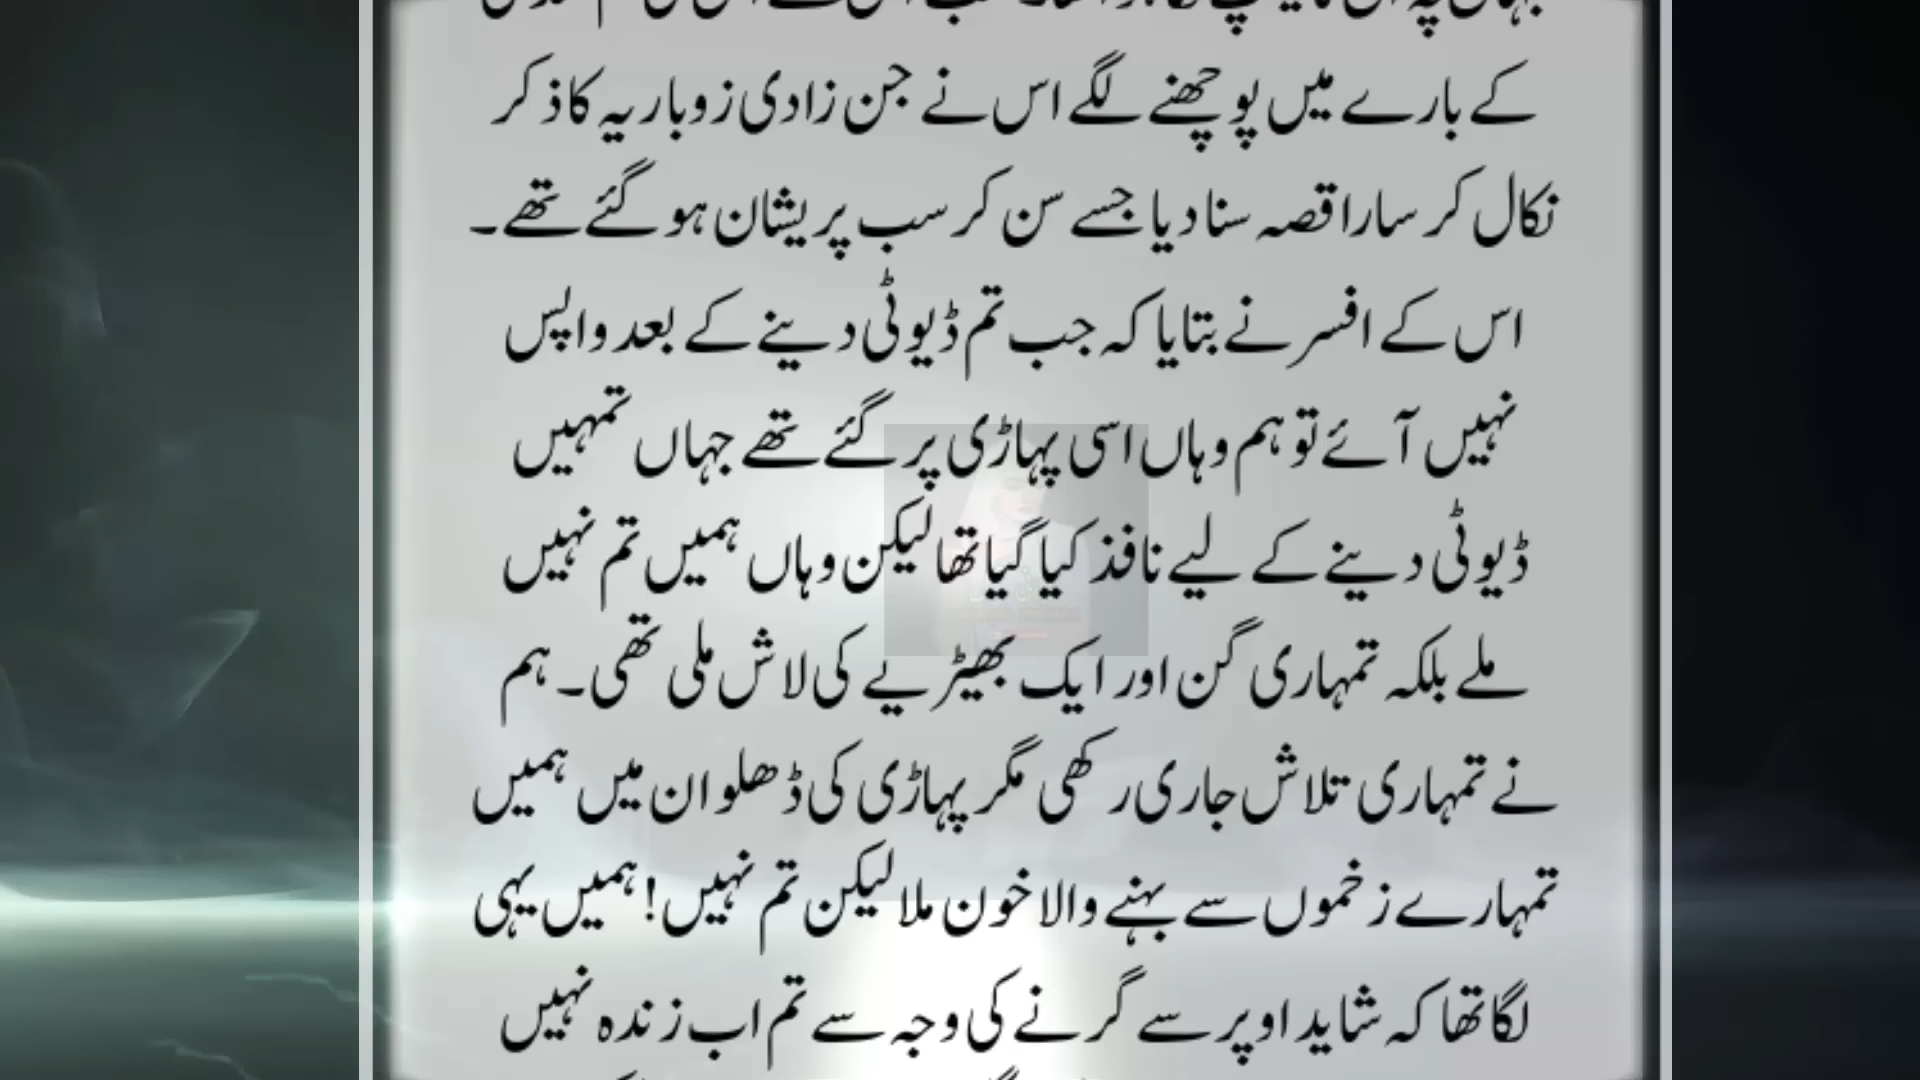 کے بارے میں پوچھنے لگے اس نے جن زادی زوباریہ کا ذکر
نکال کر سارا قصہ سنا دیا جسے سن کر سب پریشان ہو گئے تھے۔
اس کے افسر نے بتایا کہ جب تم ڈیوٹی دینے کے بعد واپس
نہیں آئے تو ہم وہاں اسی پہاڑی پر گئے تھے جہاں تمہیں
ڈیوٹی دینے کے لیے نافذ کیا گیا تھا لیکن وہاں ہمیں تم نہیں
ملے بلکہ تمہاری گن اور ایک بھیڑیے کی لاش ملی تھی۔ ہم
نے تمہاری تلاش جاری رکھی مگر پہاڑی کی ڈھلوان میں ہمیں
تمہارے زخموں سے بہنے والا خون ملا لیکن تم نہیں! ہمیں یہی
لگا تھا کہ شاید اوپر سے گرنے کی وجہ سے تم اب زندہ نہیں